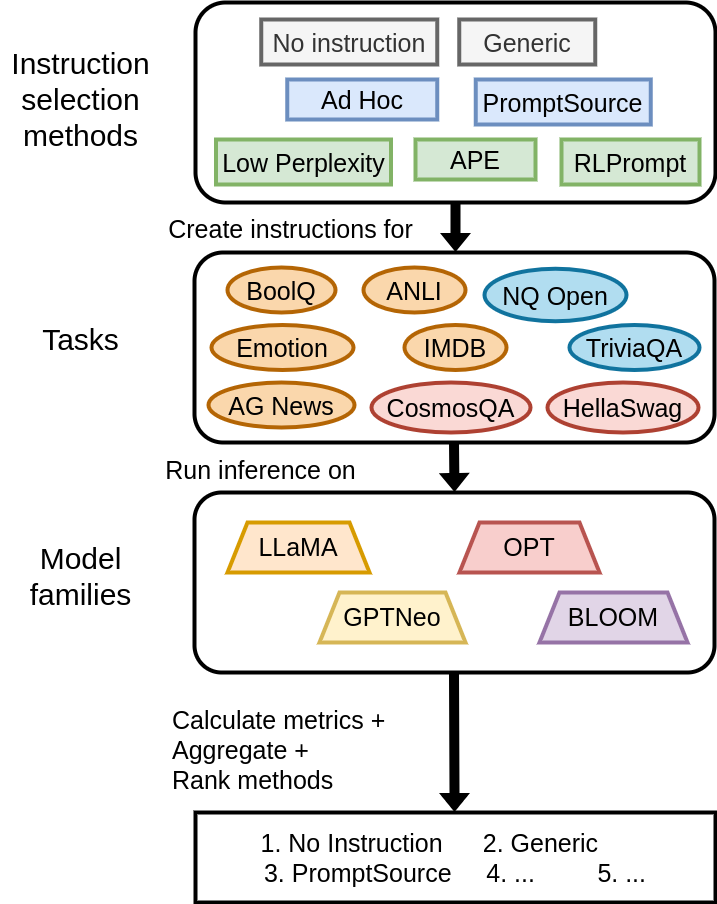 Instruction
selection
methods
No instruction
Generic
Ad Hoc
PromptSource
Low Perplexity
APE
RLPrompt
Create instructions for
Tasks
BoolQ
ANLI
NQ Open
Emotion
IMDB
TriviaQA
AG News
CosmosQA
HellaSwag
Run inference on
Model
families
LLaMA
OPT
GPTNeo
BLOOM
Calculate metrics +
Aggregate +
Rank methods
1. No Instruction 2. Generic
3. PromptSource 4. ... 5. ...